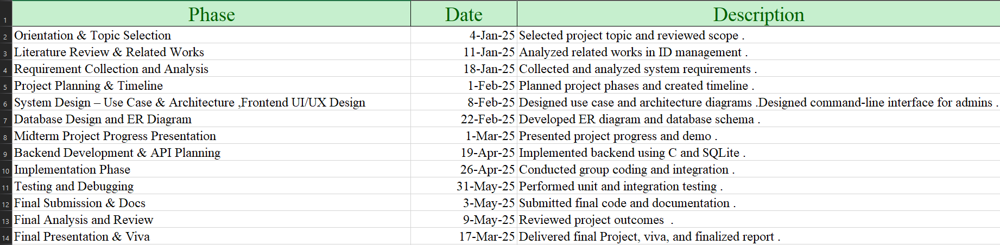 Phase Date Description
1
2 Orientation & Topic Selection 4-Jan-25 Selected project topic and reviewed scope .
3 Literature Review & Related Works 11-Jan-25 Analyzed related works in ID management .
4 Requirement Collection and Analysis 18-Jan-25 Collected and analyzed system requirements .
5 Project Planning & Timeline 1-Feb-25 Planned project phases and created timeline .
6 System Design – Use Case & Architecture ,Frontend UI/UX Design 8-Feb-25 Designed use case and architecture diagrams .Designed command-line interface for admins .
7 Database Design and ER Diagram 22-Feb-25 Developed ER diagram and database schema .
8 Midterm Project Progress Presentation 1-Mar-25 Presented project progress and demo .
9 Backend Development & API Planning 19-Apr-25 Implemented backend using C and SQLite .
10 Implementation Phase 26-Apr-25 Conducted group coding and integration .
11 Testing and Debugging 31-May-25 Performed unit and integration testing .
12 Final Submission & Docs 3-May-25 Submitted final code and documentation .
13 Final Analysis and Review 9-May-25 Reviewed project outcomes  .
14 Final Presentation & Viva 17-Mar-25 Delivered final Project, viva, and finalized report .